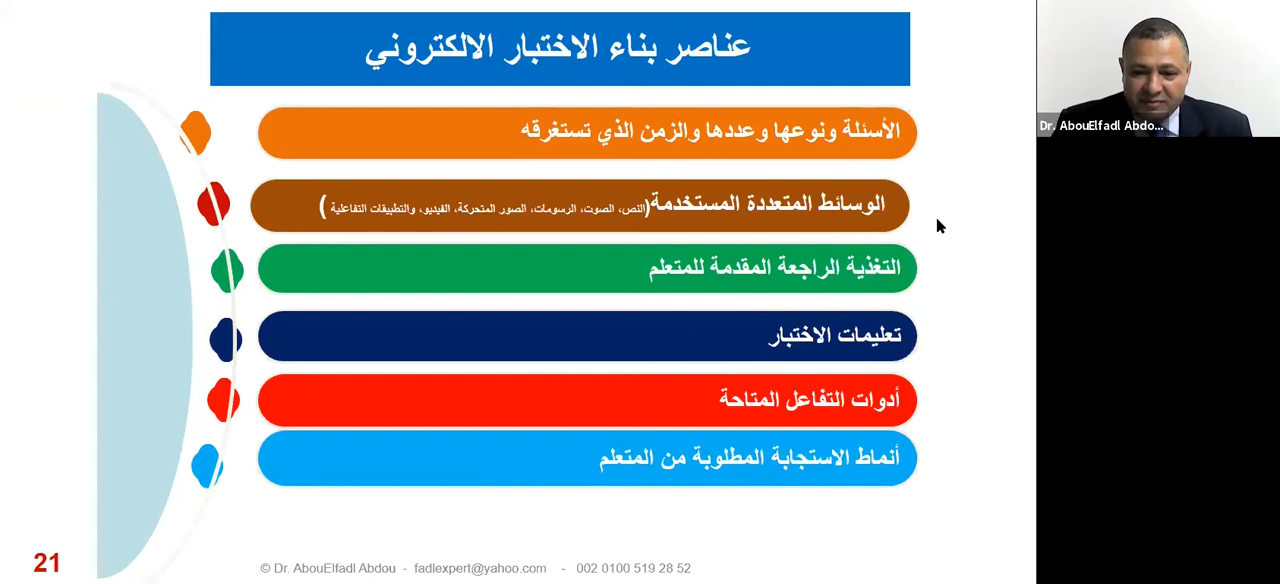 عناصر بناء الاختبار الالكتروني
الأسئلة ونوعها وعددها والزمن الذي تستغرقه
الوسائط المتعددة المستخدمة(النص، الصوت، الرسومات، الصور المتحركة، الفيديو، والتطبيقات التفاعلية )
التغذية الراجعة المقدمة للمتعلم
تعليمات الاختبار
أدوات التفاعل المتاحة
أنماط الاستجابة المطلوبة من المتعلم
21
© Dr. AbouElfadl Abdou - fadlexpert@yahoo.com - 002 0100 519 28 52
Dr. AbouElfadl Abdo...